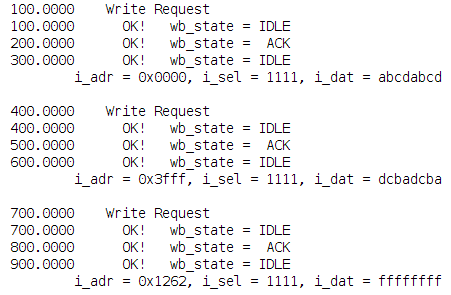 100.0000    Write Request
100.0000      OK!   wb_state = IDLE
200.0000      OK!   wb_state =  ACK
300.0000      OK!   wb_state = IDLE
        i_adr = 0x0000, i_sel = 1111, i_dat = abcdabcd

400.0000    Write Request
400.0000      OK!   wb_state = IDLE
500.0000      OK!   wb_state =  ACK
600.0000      OK!   wb_state = IDLE
        i_adr = 0x3fff, i_sel = 1111, i_dat = dcbadcba

700.0000    Write Request
700.0000      OK!   wb_state = IDLE
800.0000      OK!   wb_state =  ACK
900.0000      OK!   wb_state = IDLE
        i_adr = 0x1262, i_sel = 1111, i_dat = ffffffff